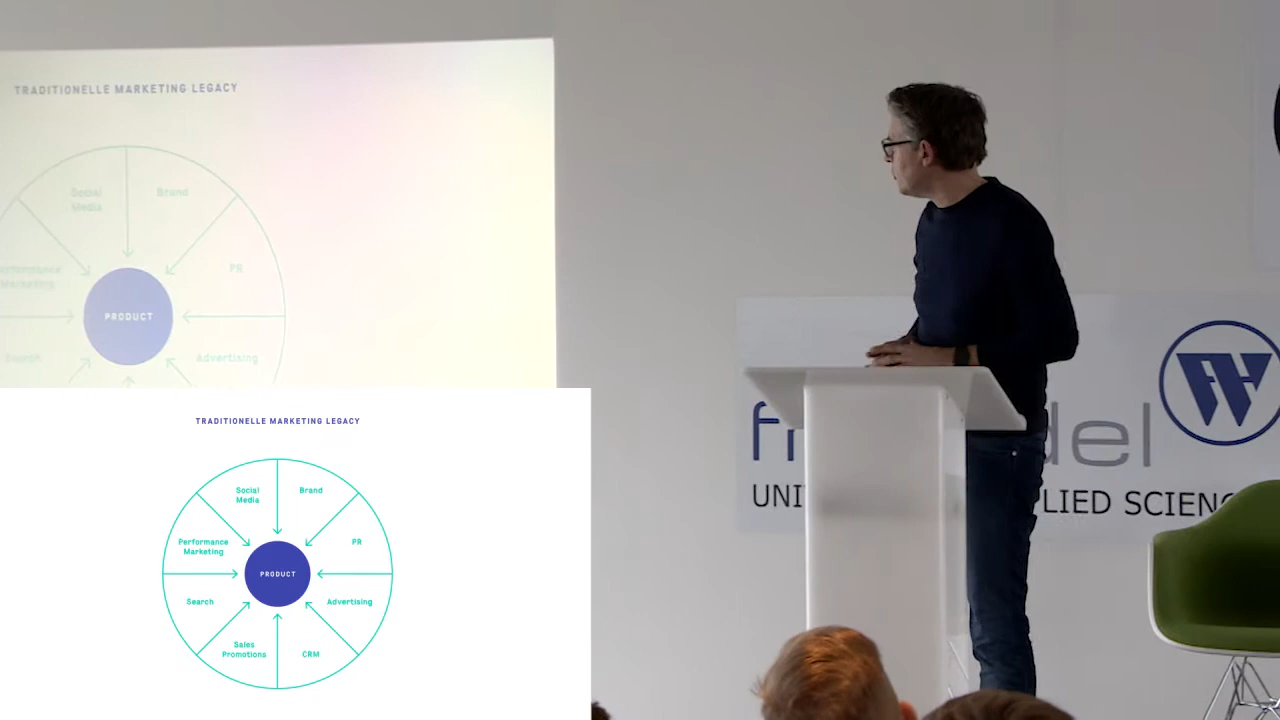 TRADITIONELLE MARKETING LEGACY
Social
Media
Brand
PR
PRODUCT
Advertising
TRADITIONELLE MARKETING LEGACY
Social
Media
Brand
Performance
Marketing
PR
PRODUCT
Search
Advertising
Sales
Promotions
CRM
del
UNI
LIED SCIENC